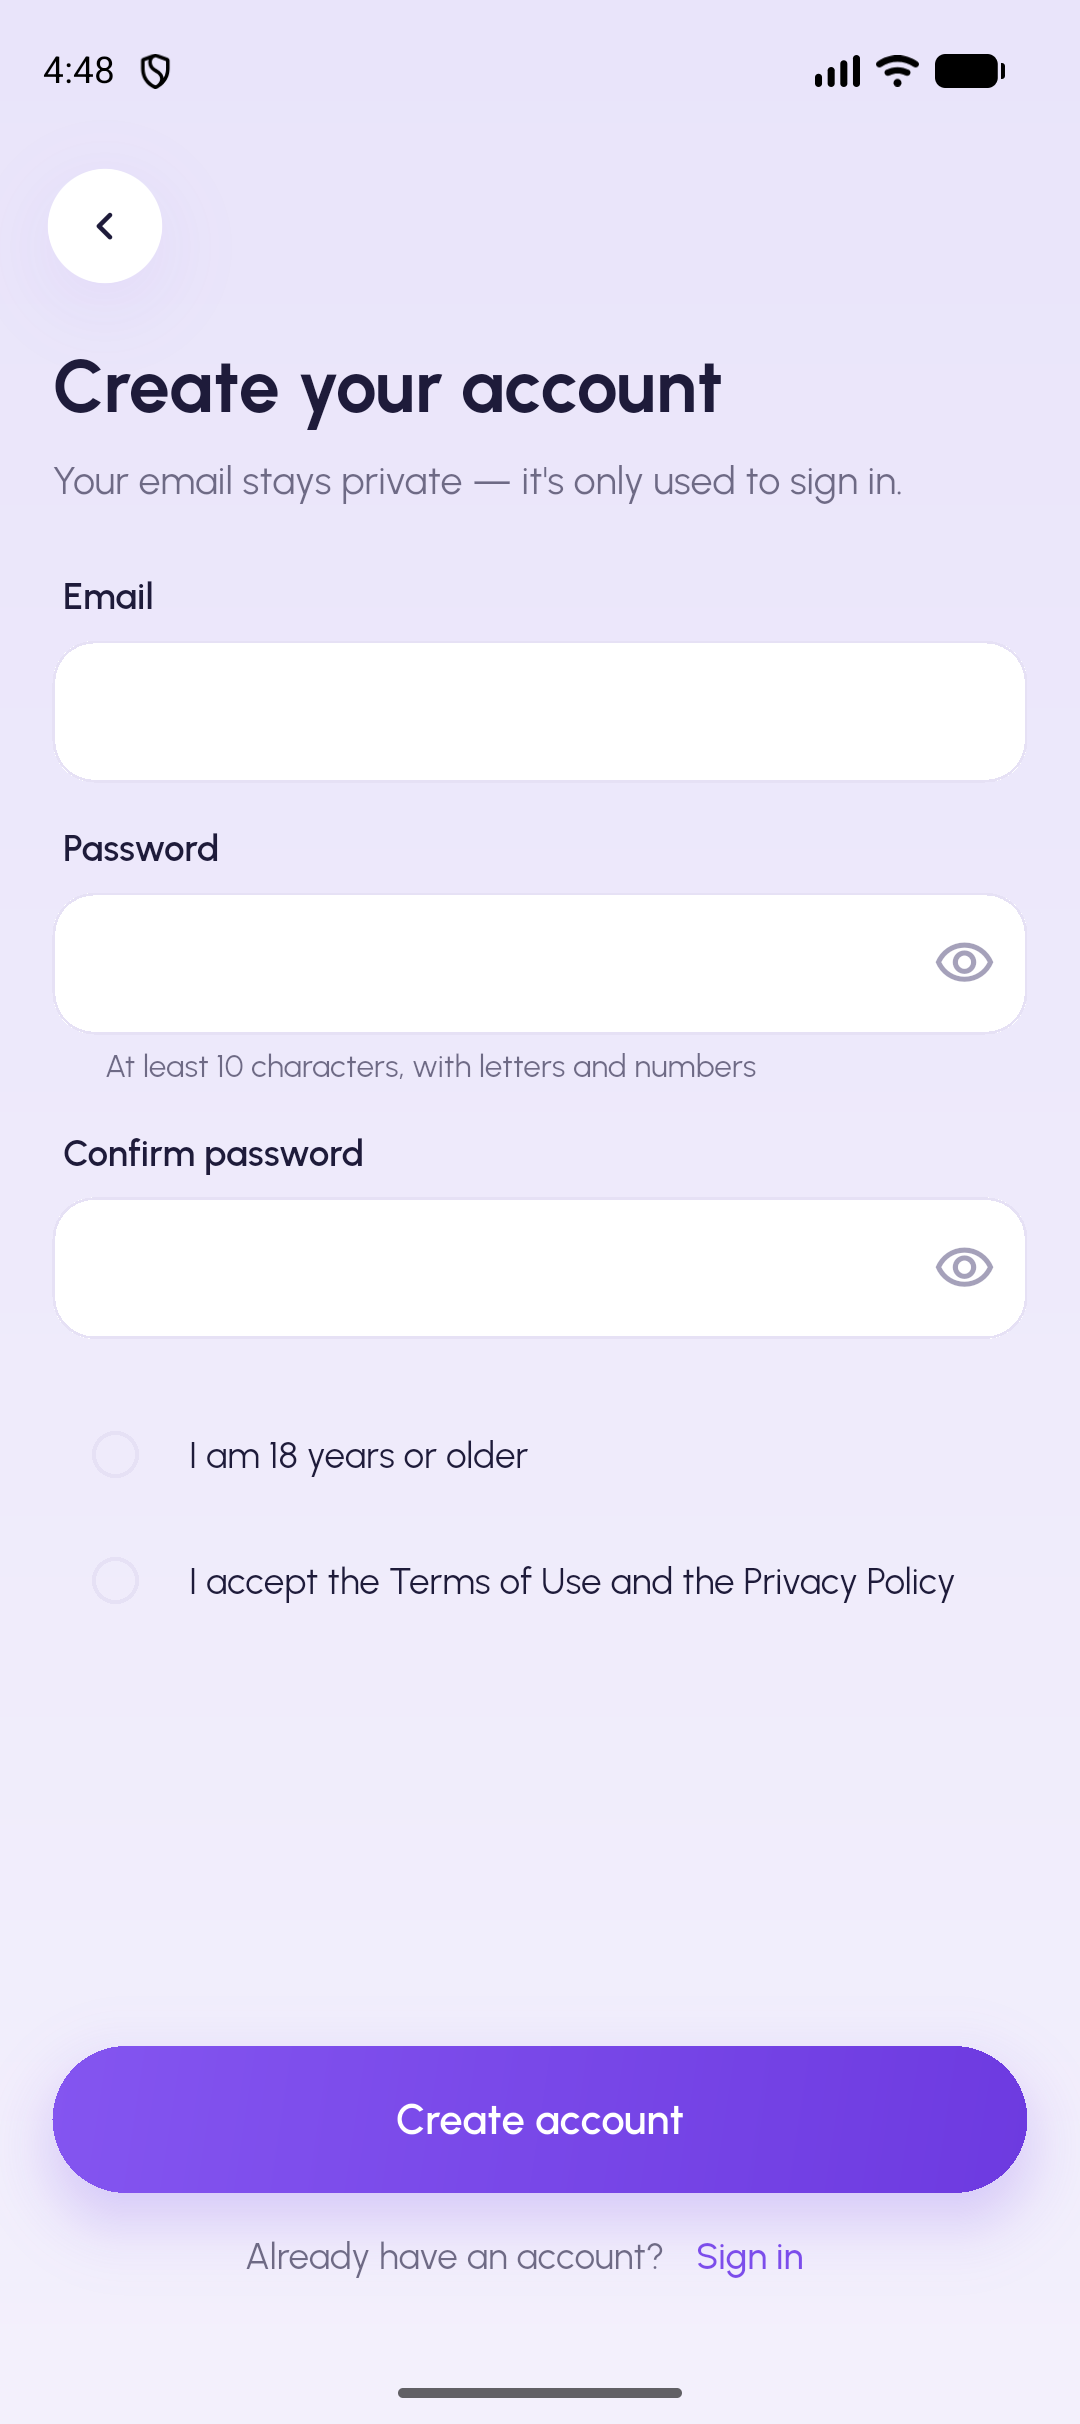 4:48
Create your account
Your email stays private — it's only used to sign in.
Email
Password
At least 10 characters, with letters and numbers
Confirm password
I am 18 years or older
I accept the Terms of Use and the Privacy Policy
Create account
Already have an account? Sign in